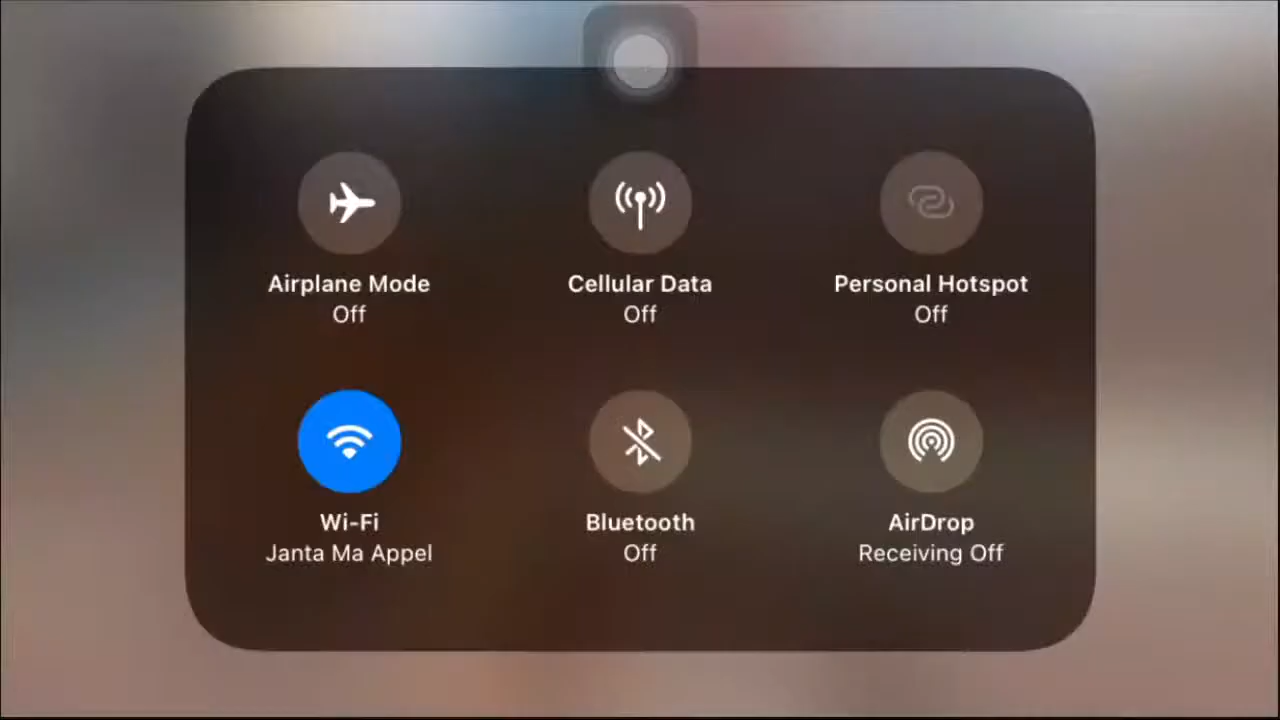 Airplane Mode
Off
Cellular Data
Off
Personal Hotspot
Off
Wi-Fi
Janta Ma Appel
Bluetooth
Off
AirDrop
Receiving Off